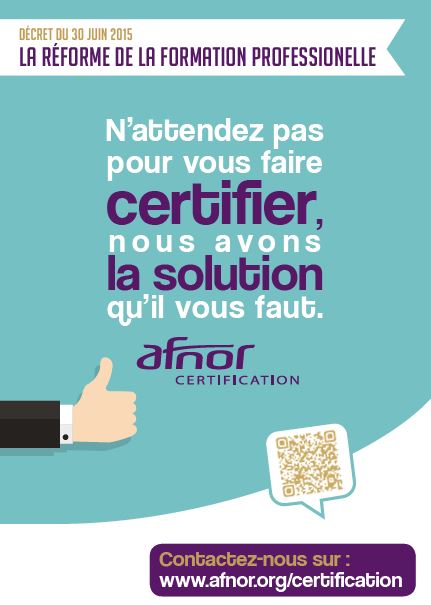 DÉCRET DU 30 JUIN 2015
LA RÉFORME DE LA FORMATION PROFESSIONELLE
N'attendez pas
pour vous faire
certifier,
nous avons
la solution
qu'il vous faut.
afnor
CERTIFICATION
Contactez-nous sur :
www.afnor.org/certification